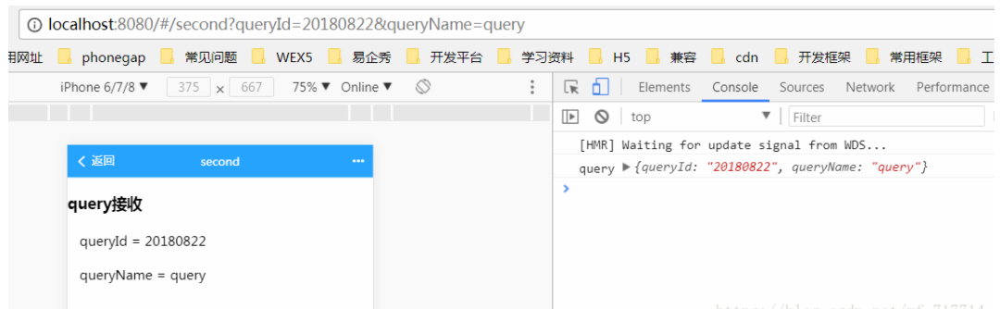 localhost:8080/#/second?queryId=20180822&queryName=query
用网址 phonegap 常见问题 WEX5 易企秀 开发平台 学习资料 H5 兼容 cdn 开发框架 常用框架 工
iPhone 6/7/8 ▼ 375 × 667 75% ▼ Online ▼
Elements Console Sources Network Performance
top ▼ Filter
[HMR] Waiting for update signal from WDS...
query ▶ {queryId: "20180822", queryName: "query"}
返回 second
query接收
queryId = 20180822
queryName = query